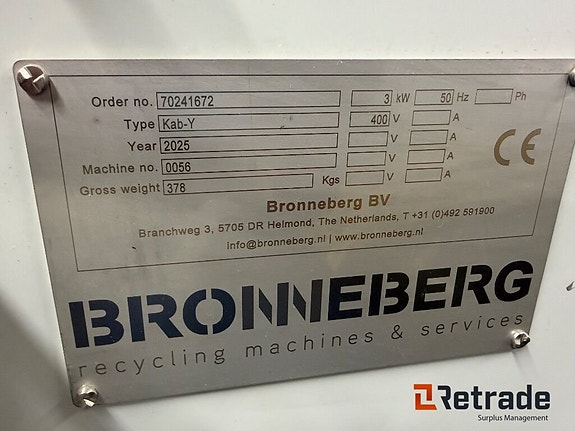 Order no. 70241672 3 kW 50 Hz Ph
Type Kab-Y 400 V A
Year 2025 V A
Machine no. 0056 V A
Gross weight 378 Kgs V A
CE
Bronneberg BV
Branchweg 3, 5705 DR Helmond, The Netherlands, T +31 (0)492 591900
info@bronneberg.nl | www.bronneberg.nl
BRONNEBERG
recycling machines & services
Retrade
Surplus Management